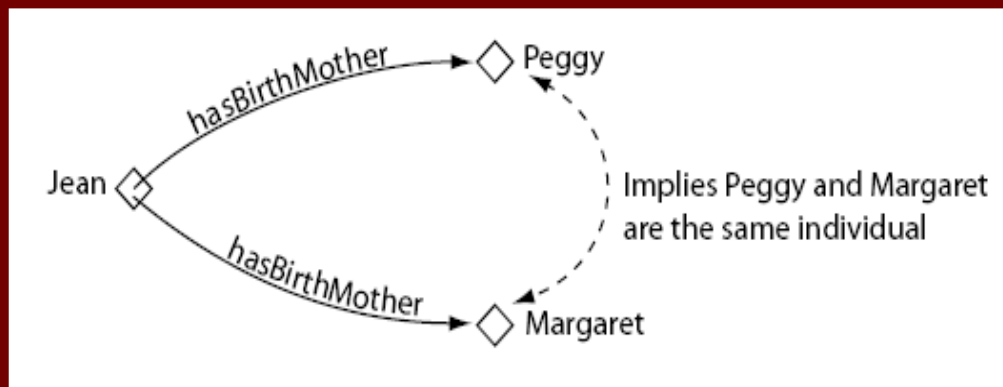 hasBirthMother
Peggy
Jean
Implies Peggy and Margaret
are the same individual
hasBirthMother
Margaret